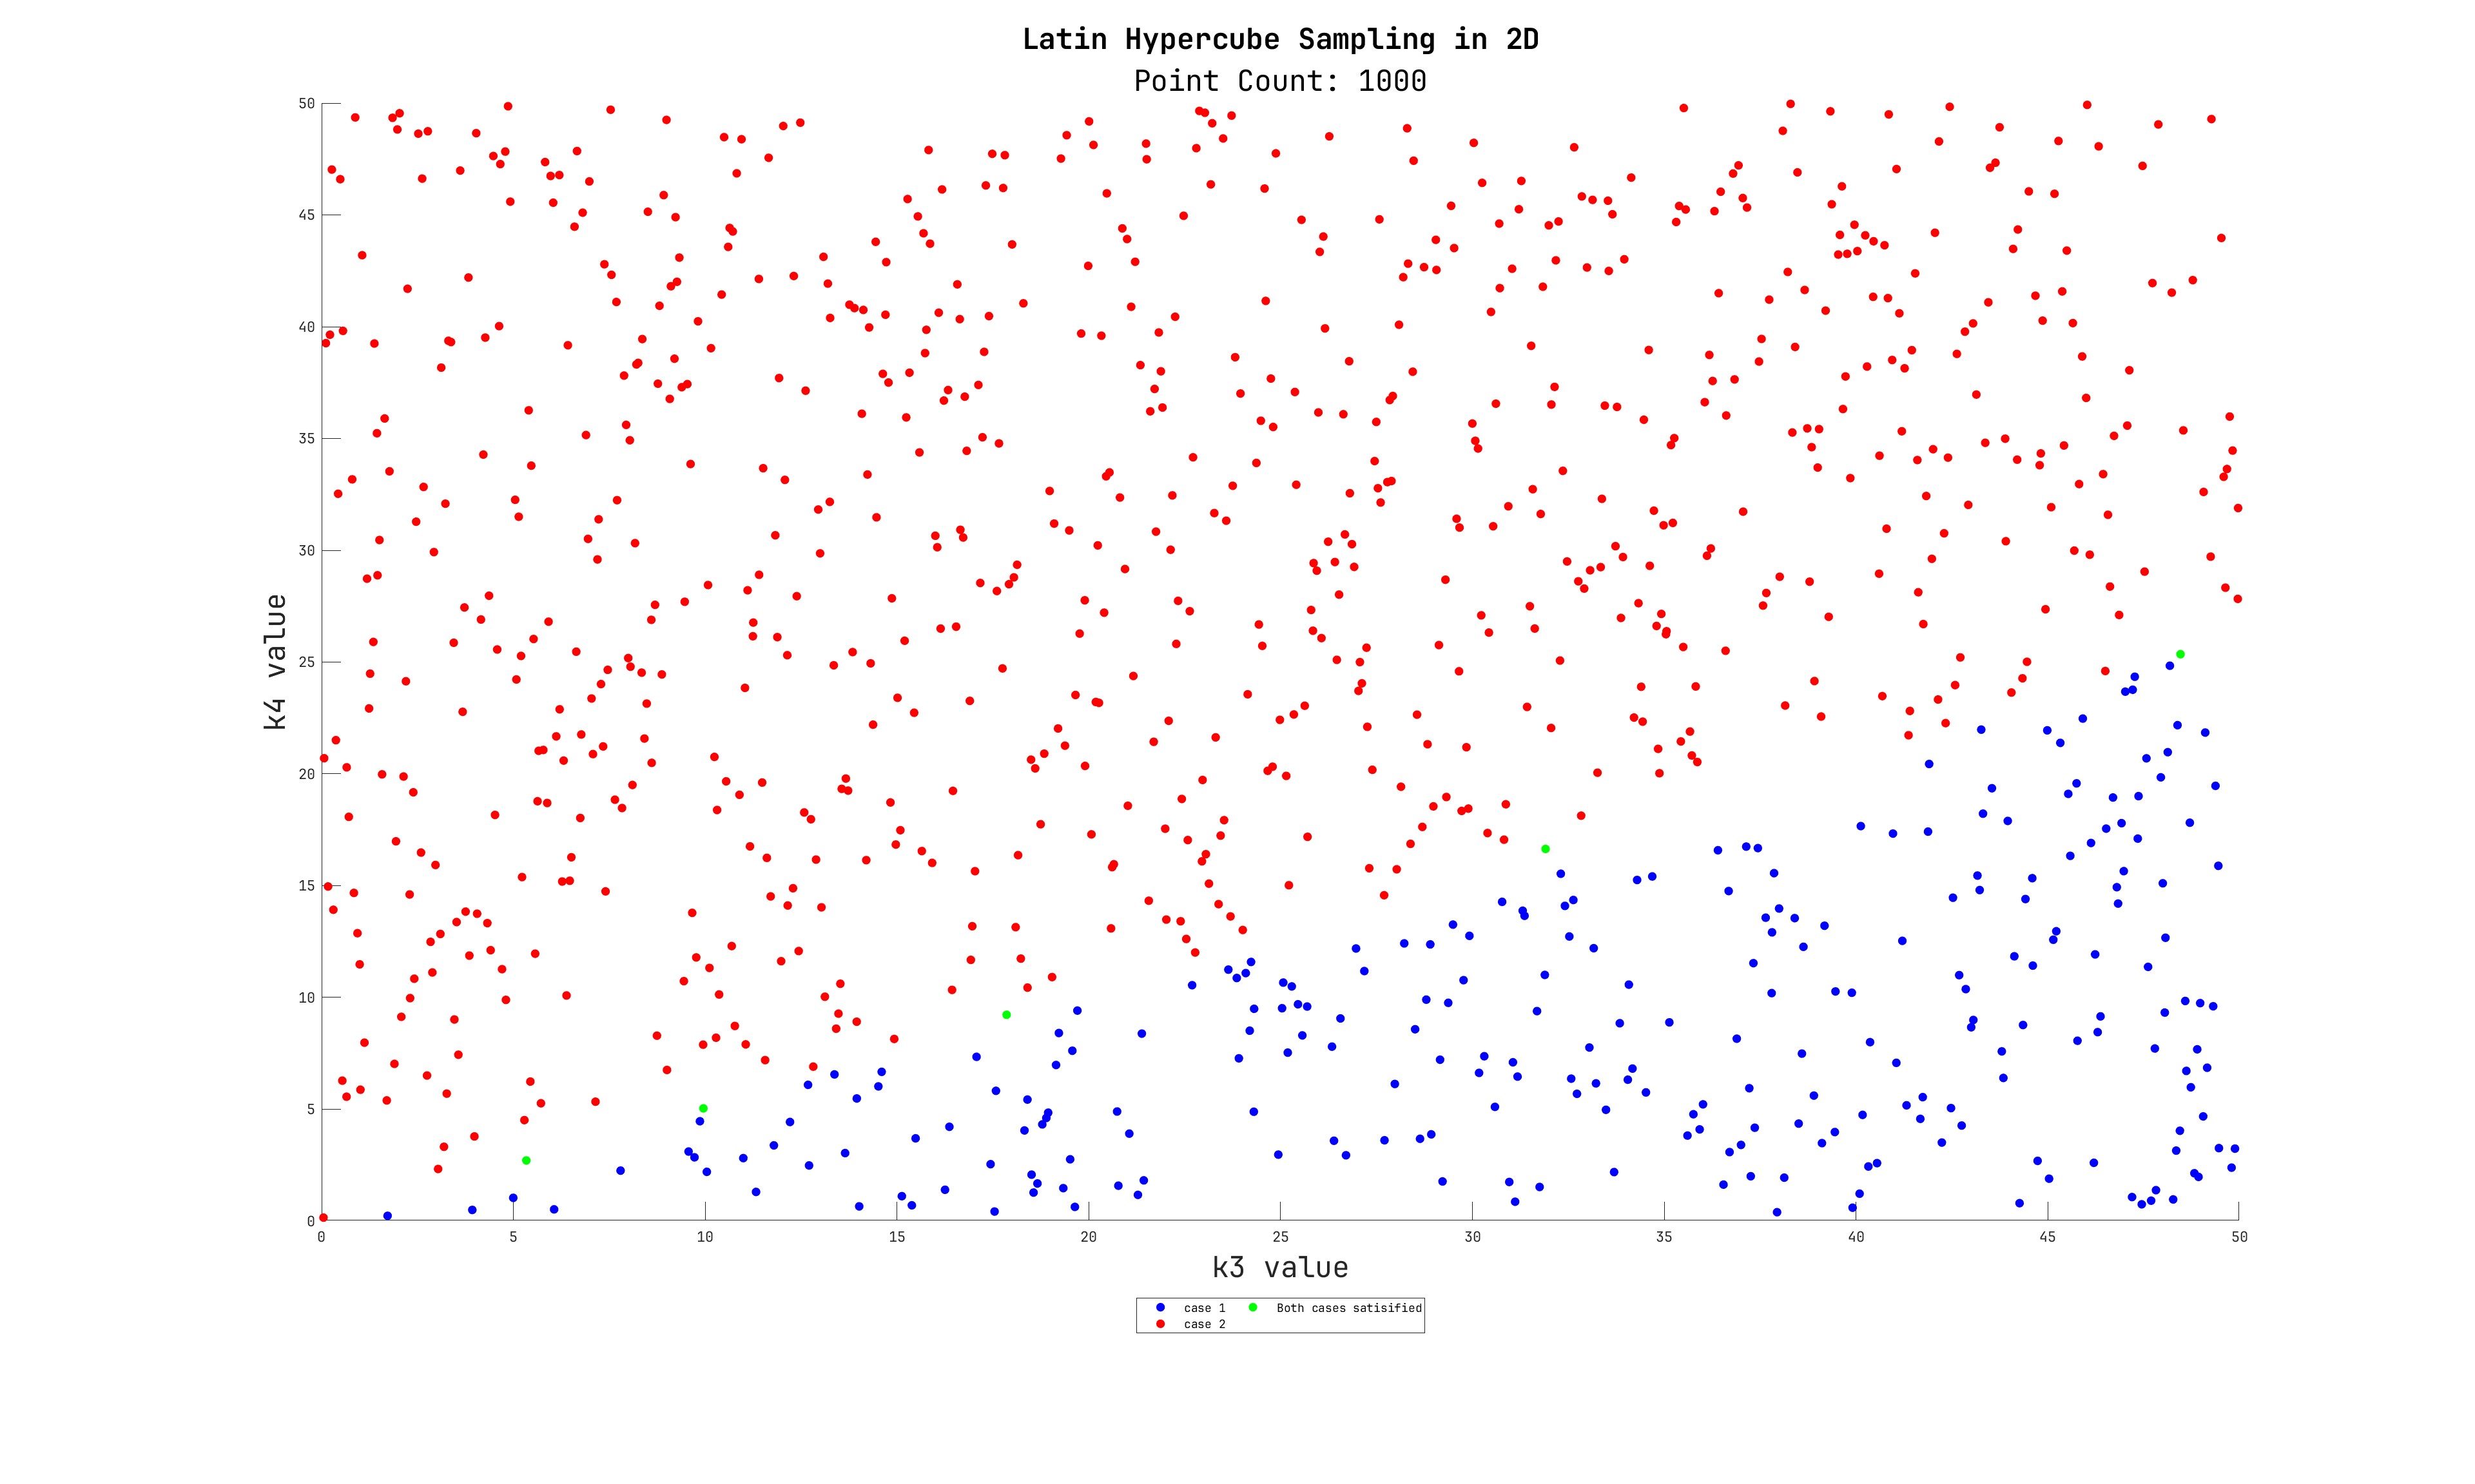 Latin Hypercube Sampling in 2D
Point Count: 1000
50
45
40
35
30
25
20
15
10
5
0
k4 value
0 5 10 15 20 25 30 35 40 45 50
k3 value
case 1 Both cases satisified
case 2